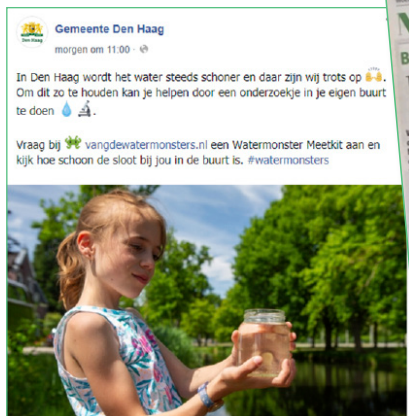 Gemeente Den Haag
Den Haag
morgen om 11:00 ·
In Den Haag wordt het water steeds schoner en daar zijn wij trots op 🙌.
Om dit zo te houden kan je helpen door een onderzoekje in je eigen buurt
te doen 💧 🔬.
Vraag bij vangdewatermonsters.nl een Watermonster Meetkit aan en
kijk hoe schoon de sloot bij jou in de buurt is. #watermonsters